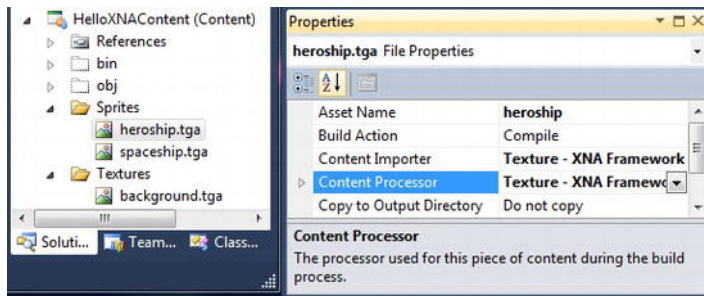 HelloXNAContent (Content)
References
bin
obj
Sprites
heroship.tga
spaceship.tga
Textures
background.tga
Soluti... Team... Class...
Properties
heroship.tga File Properties
Asset Name heroship
Build Action Compile
Content Importer Texture - XNA Framework
Content Processor Texture - XNA Framew
Copy to Output Directory Do not copy
Content Processor
The processor used for this piece of content during the build
process.